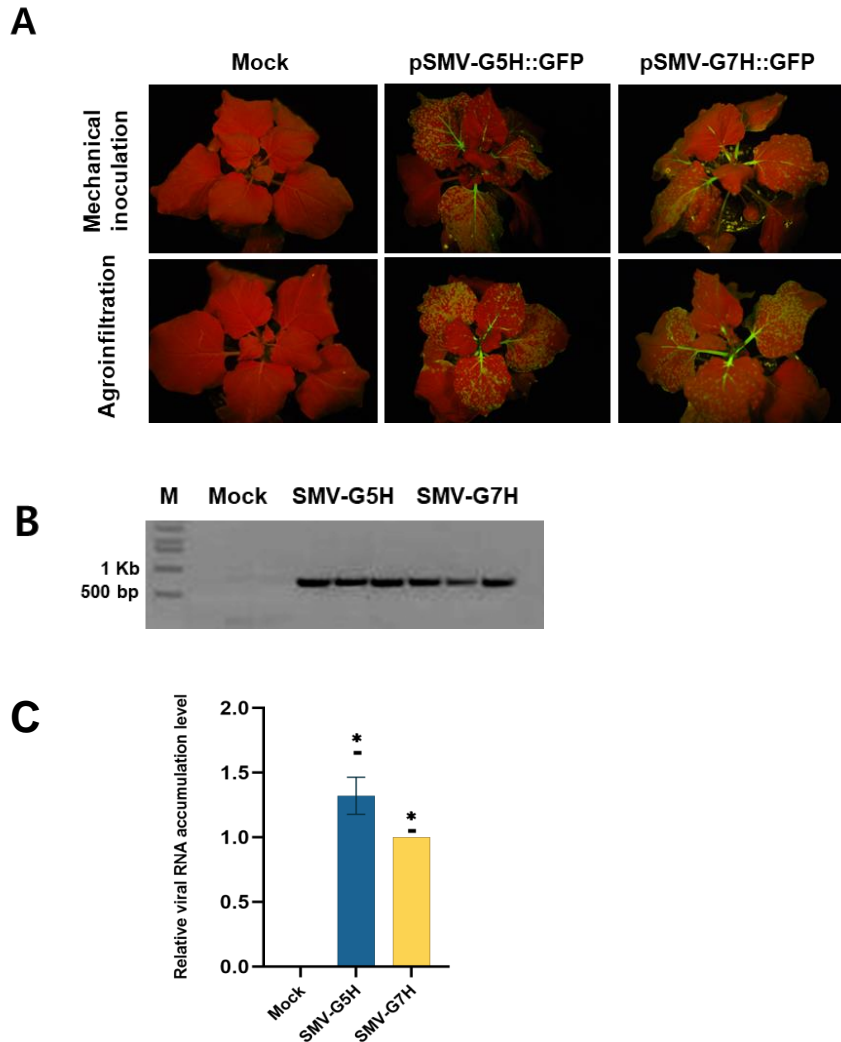 A
Mock pSMV-G5H::GFP pSMV-G7H::GFP
Mechanical
inoculation
Agroinfiltration
B
M Mock SMV-G5H SMV-G7H
1 Kb
500 bp
C
Relative viral RNA accumulation level
2.0
1.5
1.0
0.5
0.0
*
*
Mock
SMV-G5H
SMV-G7H